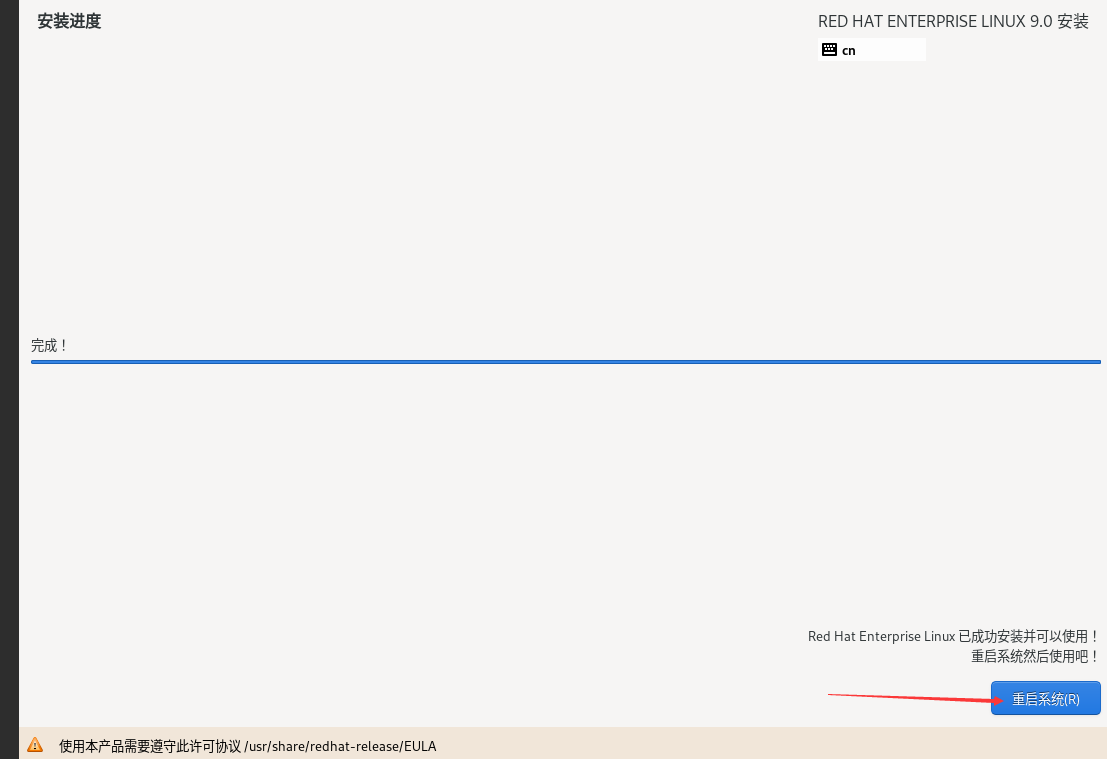 安装进度
RED HAT ENTERPRISE LINUX 9.0 安装
cn
完成！
Red Hat Enterprise Linux 已成功安装并可以使用！
重启系统然后使用吧！
重启系统(R)
使用本产品需要遵守此许可协议 /usr/share/redhat-release/EULA